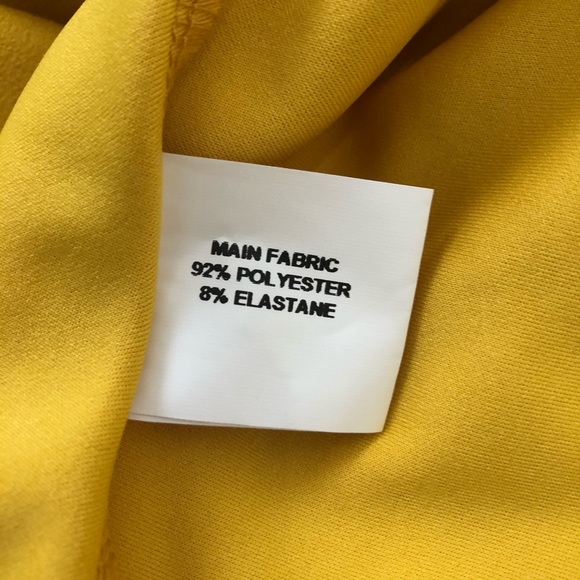 MAIN FABRIC
92% POLYESTER
8% ELASTANE